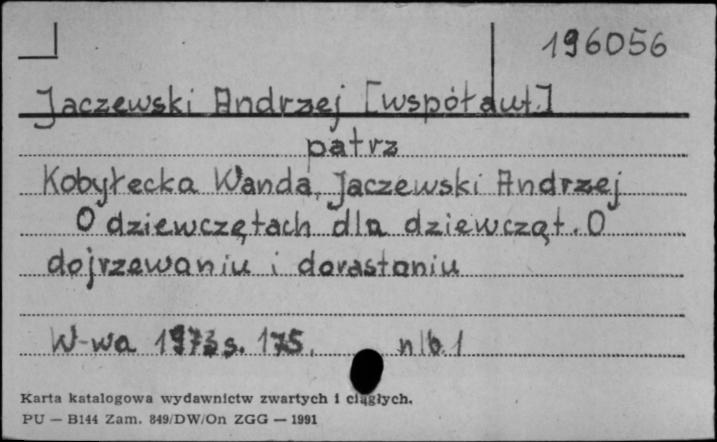 196056
Jaczewski Andrzej [współaut.]
patrz
Kobyłecka Wanda, Jaczewski Andrzej
O dziewczętach dla dziewcząt. O
dojrzewaniu i dorastaniu
W-wa 1973 s. 175, nlb. 1
Karta katalogowa wydawnictw zwartych i ciągłych.
PU — B144 Zam. 849/DW/On ZGG — 1991